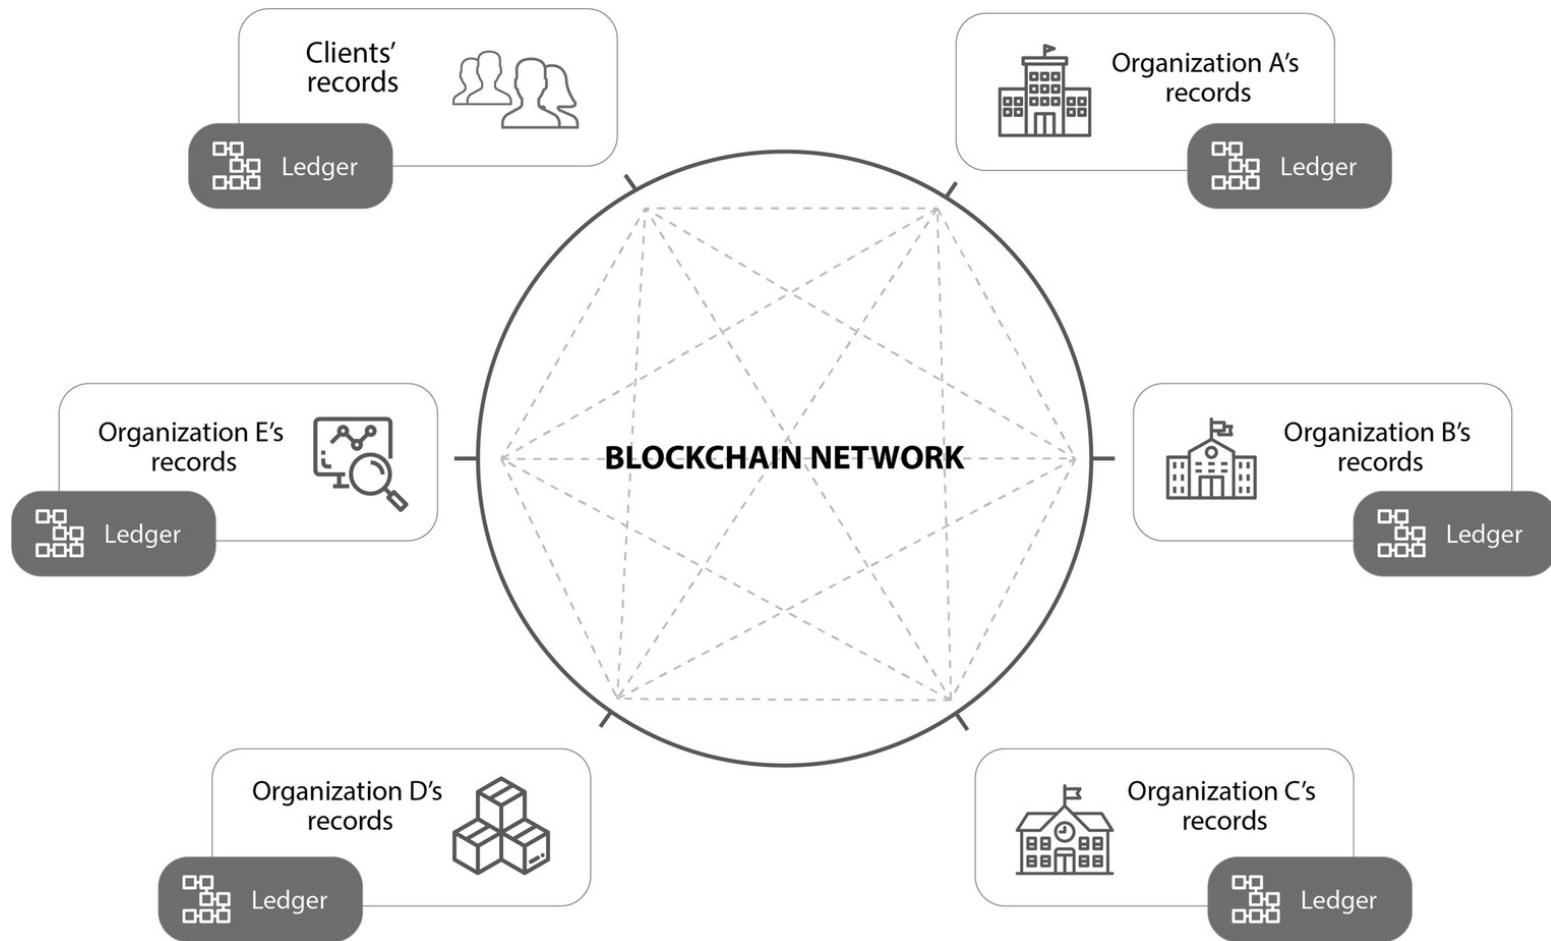 Clients’
records
Ledger
Organization A’s
records
Ledger
Organization E’s
records
Ledger
BLOCKCHAIN NETWORK
Organization B’s
records
Ledger
Organization D’s
records
Ledger
Organization C’s
records
Ledger